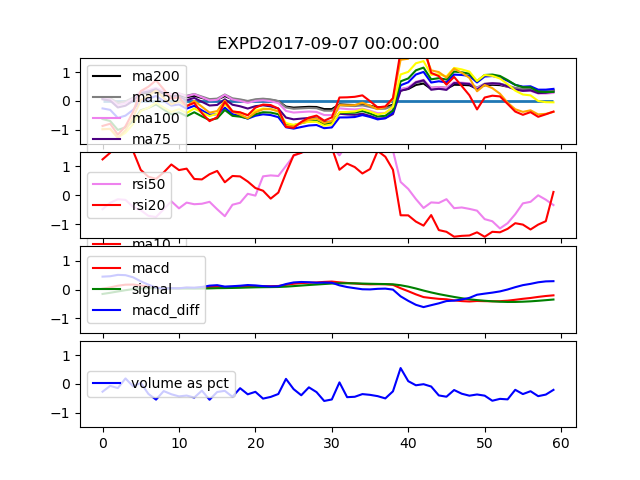 EXPD2017-09-07 00:00:00
1
0
−1
ma200
ma150
ma100
ma75
1
0
−1
rsi50
rsi20
ma10
1
0
−1
macd
signal
macd_diff
1
0
−1
volume as pct
0 10 20 30 40 50 60